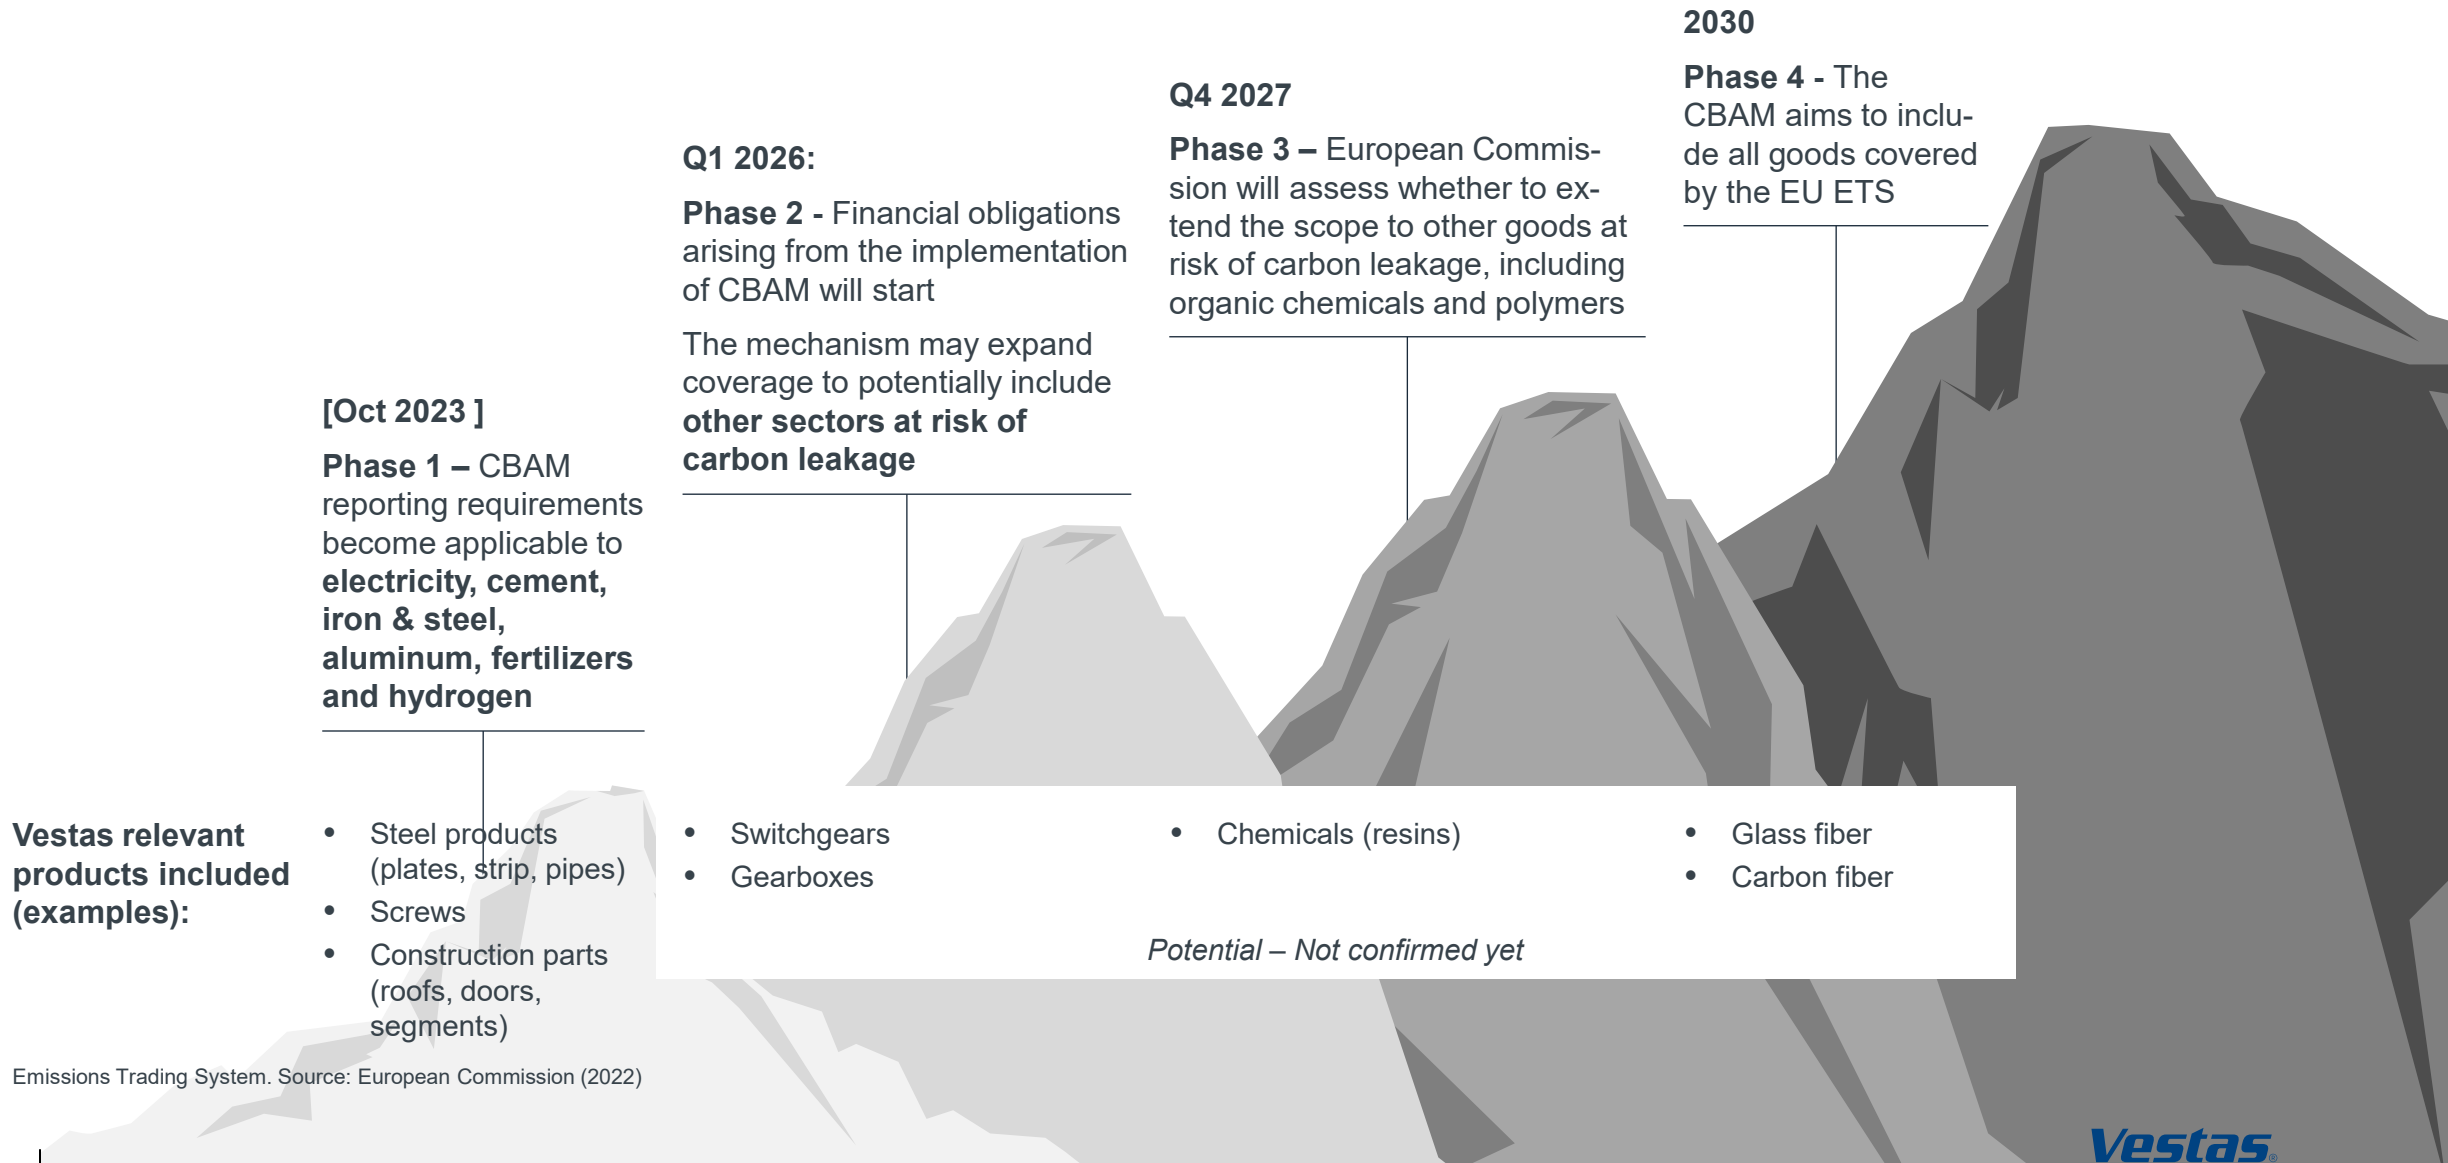 [Oct 2023 ]
Phase 1 – CBAM
reporting requirements
become applicable to
electricity, cement,
iron & steel,
aluminum, fertilizers
and hydrogen
Q1 2026:
Phase 2 - Financial obligations
arising from the implementation
of CBAM will start
The mechanism may expand
coverage to potentially include
other sectors at risk of
carbon leakage
Q4 2027
Phase 3 – European Commis-
sion will assess whether to ex-
tend the scope to other goods at
risk of carbon leakage, including
organic chemicals and polymers
2030
Phase 4 - The
CBAM aims to inclu-
de all goods covered
by the EU ETS
Vestas relevant
products included
(examples):
• Steel products
(plates, strip, pipes)
• Screws
• Construction parts
(roofs, doors,
segments)
• Switchgears
• Gearboxes
• Chemicals (resins)
• Glass fiber
• Carbon fiber
Potential – Not confirmed yet
Emissions Trading System. Source: European Commission (2022)
Vestas®